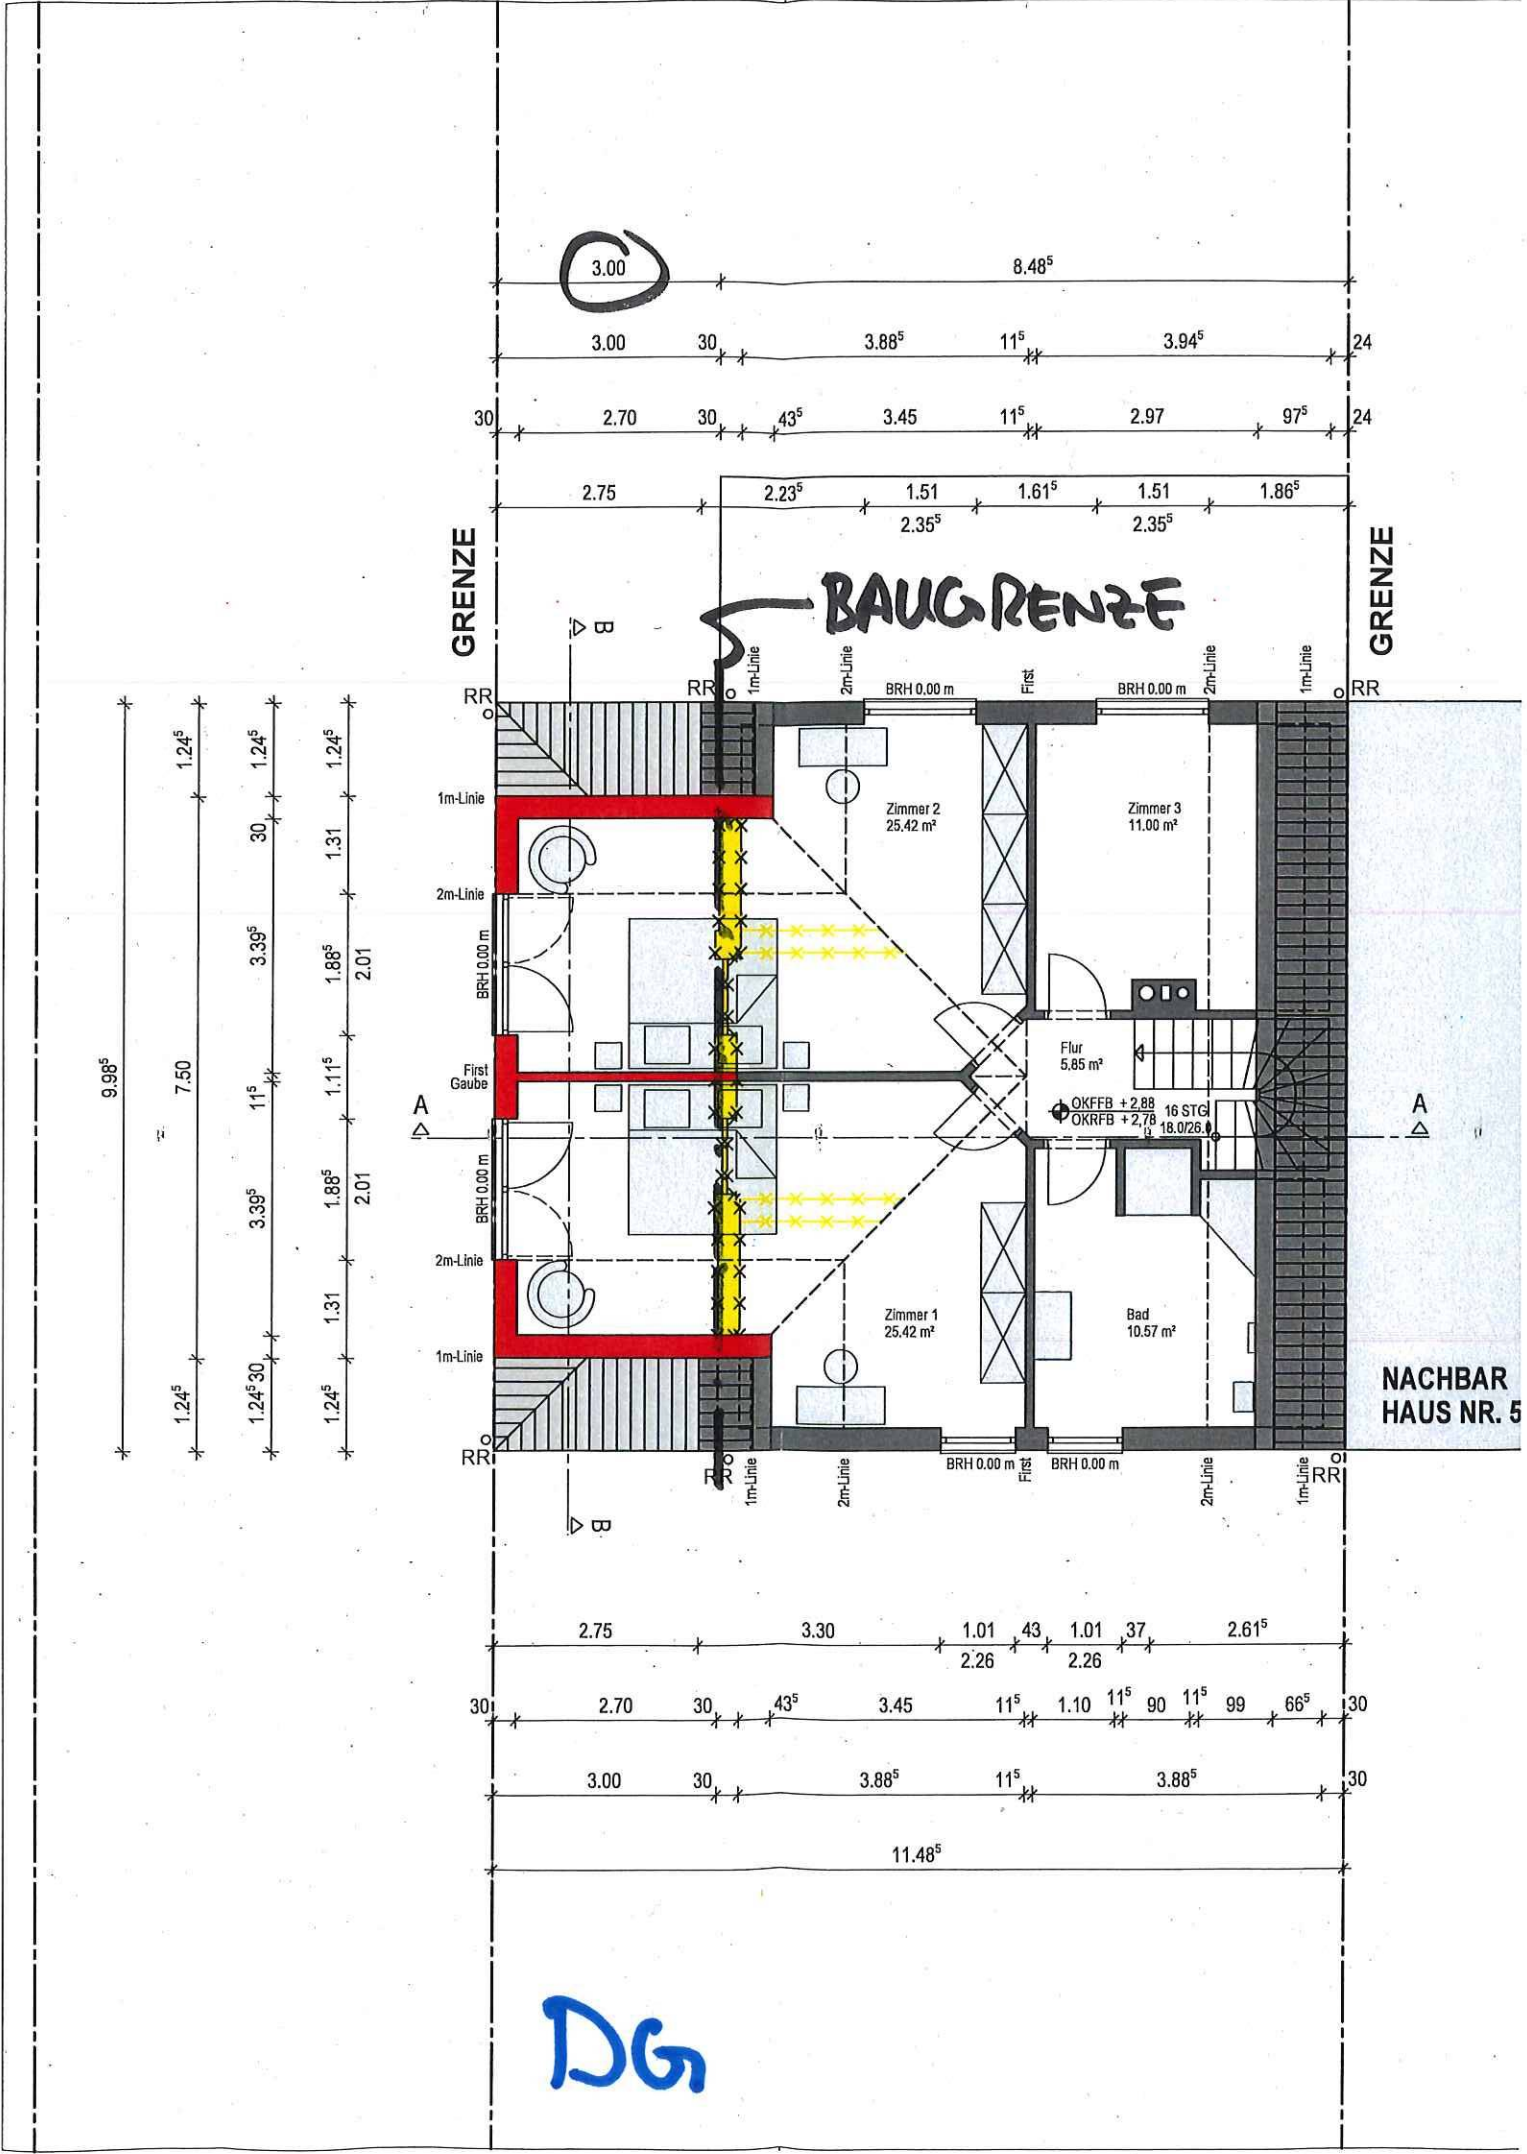 3.00 8.48⁵
3.00 30 3.88⁵ 11⁵ 3.94⁵ 24
30 2.70 30 43⁵ 3.45 11⁵ 2.97 97⁵ 24
2.75 2.23⁵ 1.51 1.61⁵ 1.51 1.86⁵
2.35⁵ 2.35⁵
GRENZE
GRENZE
BAUGRENZE
B
1m-Linie 2m-Linie First 2m-Linie 1m-Linie
RR RR BRH 0,00 m BRH 0.00 m RR
9.98⁵
1.24⁵ 7.50 1.24⁵
1.24⁵ 30 3.39⁵ 11⁵ 3.39⁵ 30 1.24⁵
1.24⁵ 1.31 1.88⁵ 1.11⁵ 1.88⁵ 1.31 1.24⁵
2.01 2.01
1m-Linie
2m-Linie
BRH 0.00 m
First
Gaube
BRH 0.00 m
2m-Linie
1m-Linie
Zimmer 2
25.42 m²
Zimmer 3
11.00 m²
Flur
5.85 m²
OKFFB + 2,88
OKRFB + 2,78
16 STG
18.0/26.
A A
Zimmer 1
25.42 m²
Bad
10.57 m²
NACHBAR
HAUS NR. 5
RR RR BRH 0.00 m BRH 0.00 m RR
1m-Linie 2m-Linie First 2m-Linie 1m-Linie
B
2.75 3.30 1.01 43 1.01 37 2.61⁵
2.26 2.26
30 2.70 30 43⁵ 3.45 11⁵ 1.10 11⁵ 90 11⁵ 99 66⁵ 30
3.00 30 3.88⁵ 11⁵ 3.88⁵ 30
11.48⁵
DG